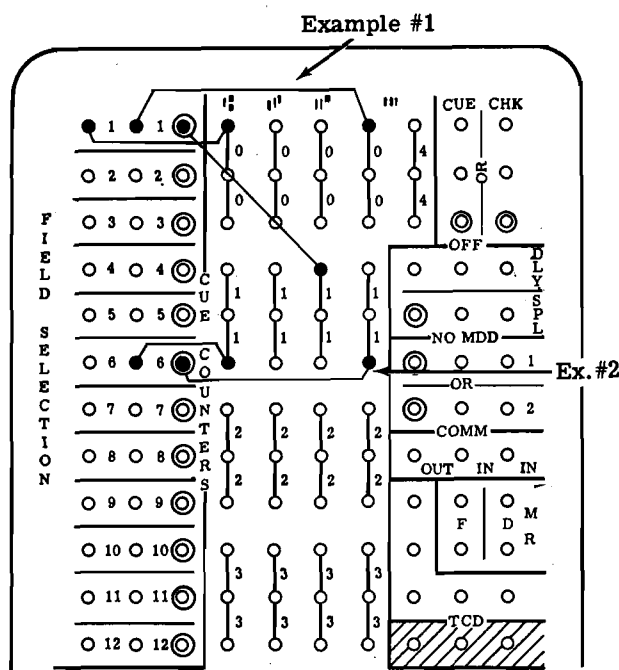 Example #1
CUE CHK
1 1
0 0 0 0 4
OR
2 2
0 0 0 0 4
3 3
OFF
4 4
DLY
1 1 1 1
5 5
SPL
1 1 1 1
NO MDD
6 6
1
Ex.#2
OR
7 7
2
2 2 2 2
COMM
8 8
2 2 2 2
OUT IN IN
9 9
F D MR
10 10
3 3 3 3
11 11
3 3 3 3
TCD
12 12
FIELD SELECTION
CUE COUNTERS